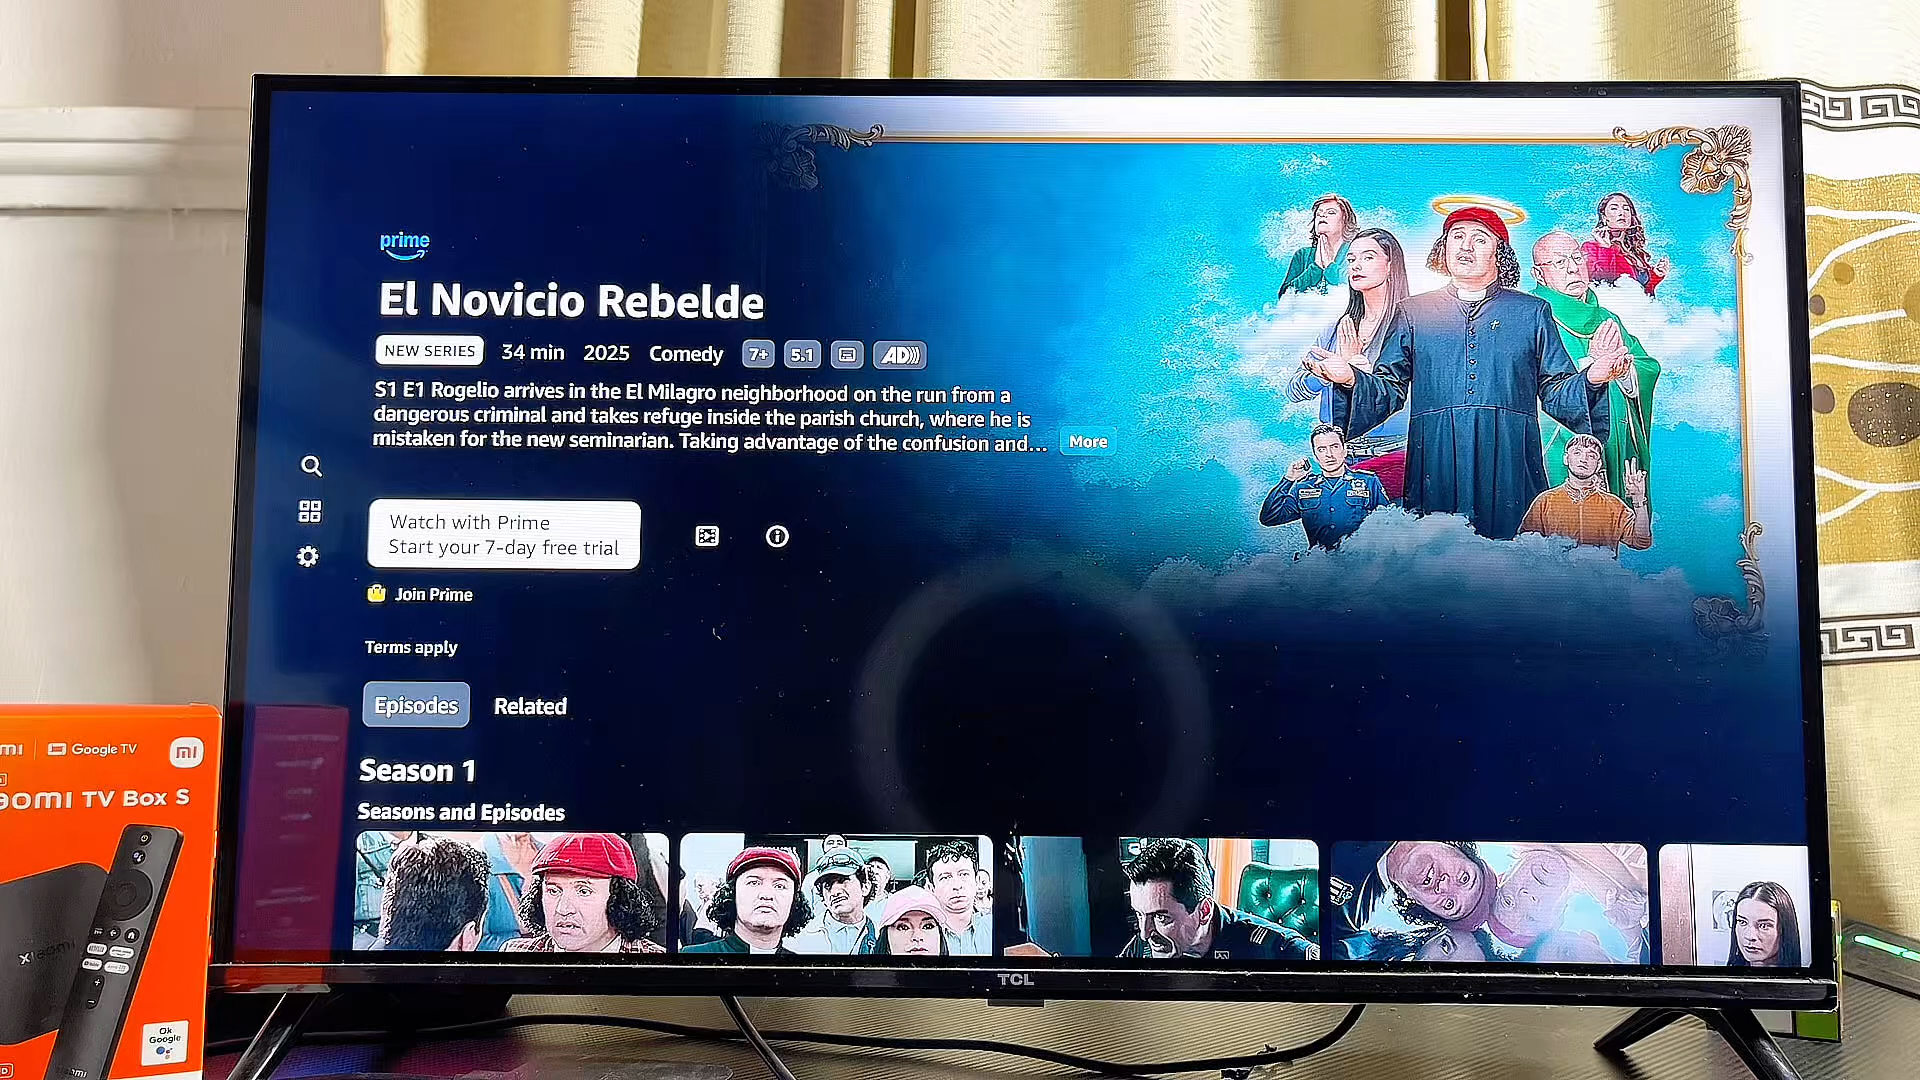 prime
El Novicio Rebelde
NEW SERIES 34 min 2025 Comedy 7+ 5.1 AD)))
S1 E1 Rogelio arrives in the El Milagro neighborhood on the run from a
dangerous criminal and takes refuge inside the parish church, where he is
mistaken for the new seminarian. Taking advantage of the confusion and... More
Watch with Prime
Start your 7-day free trial
Join Prime
Terms apply
Episodes Related
Season 1
Seasons and Episodes
TCL
mi Google TV mi
aomi TV Box S
xiaomi
Ok
Google